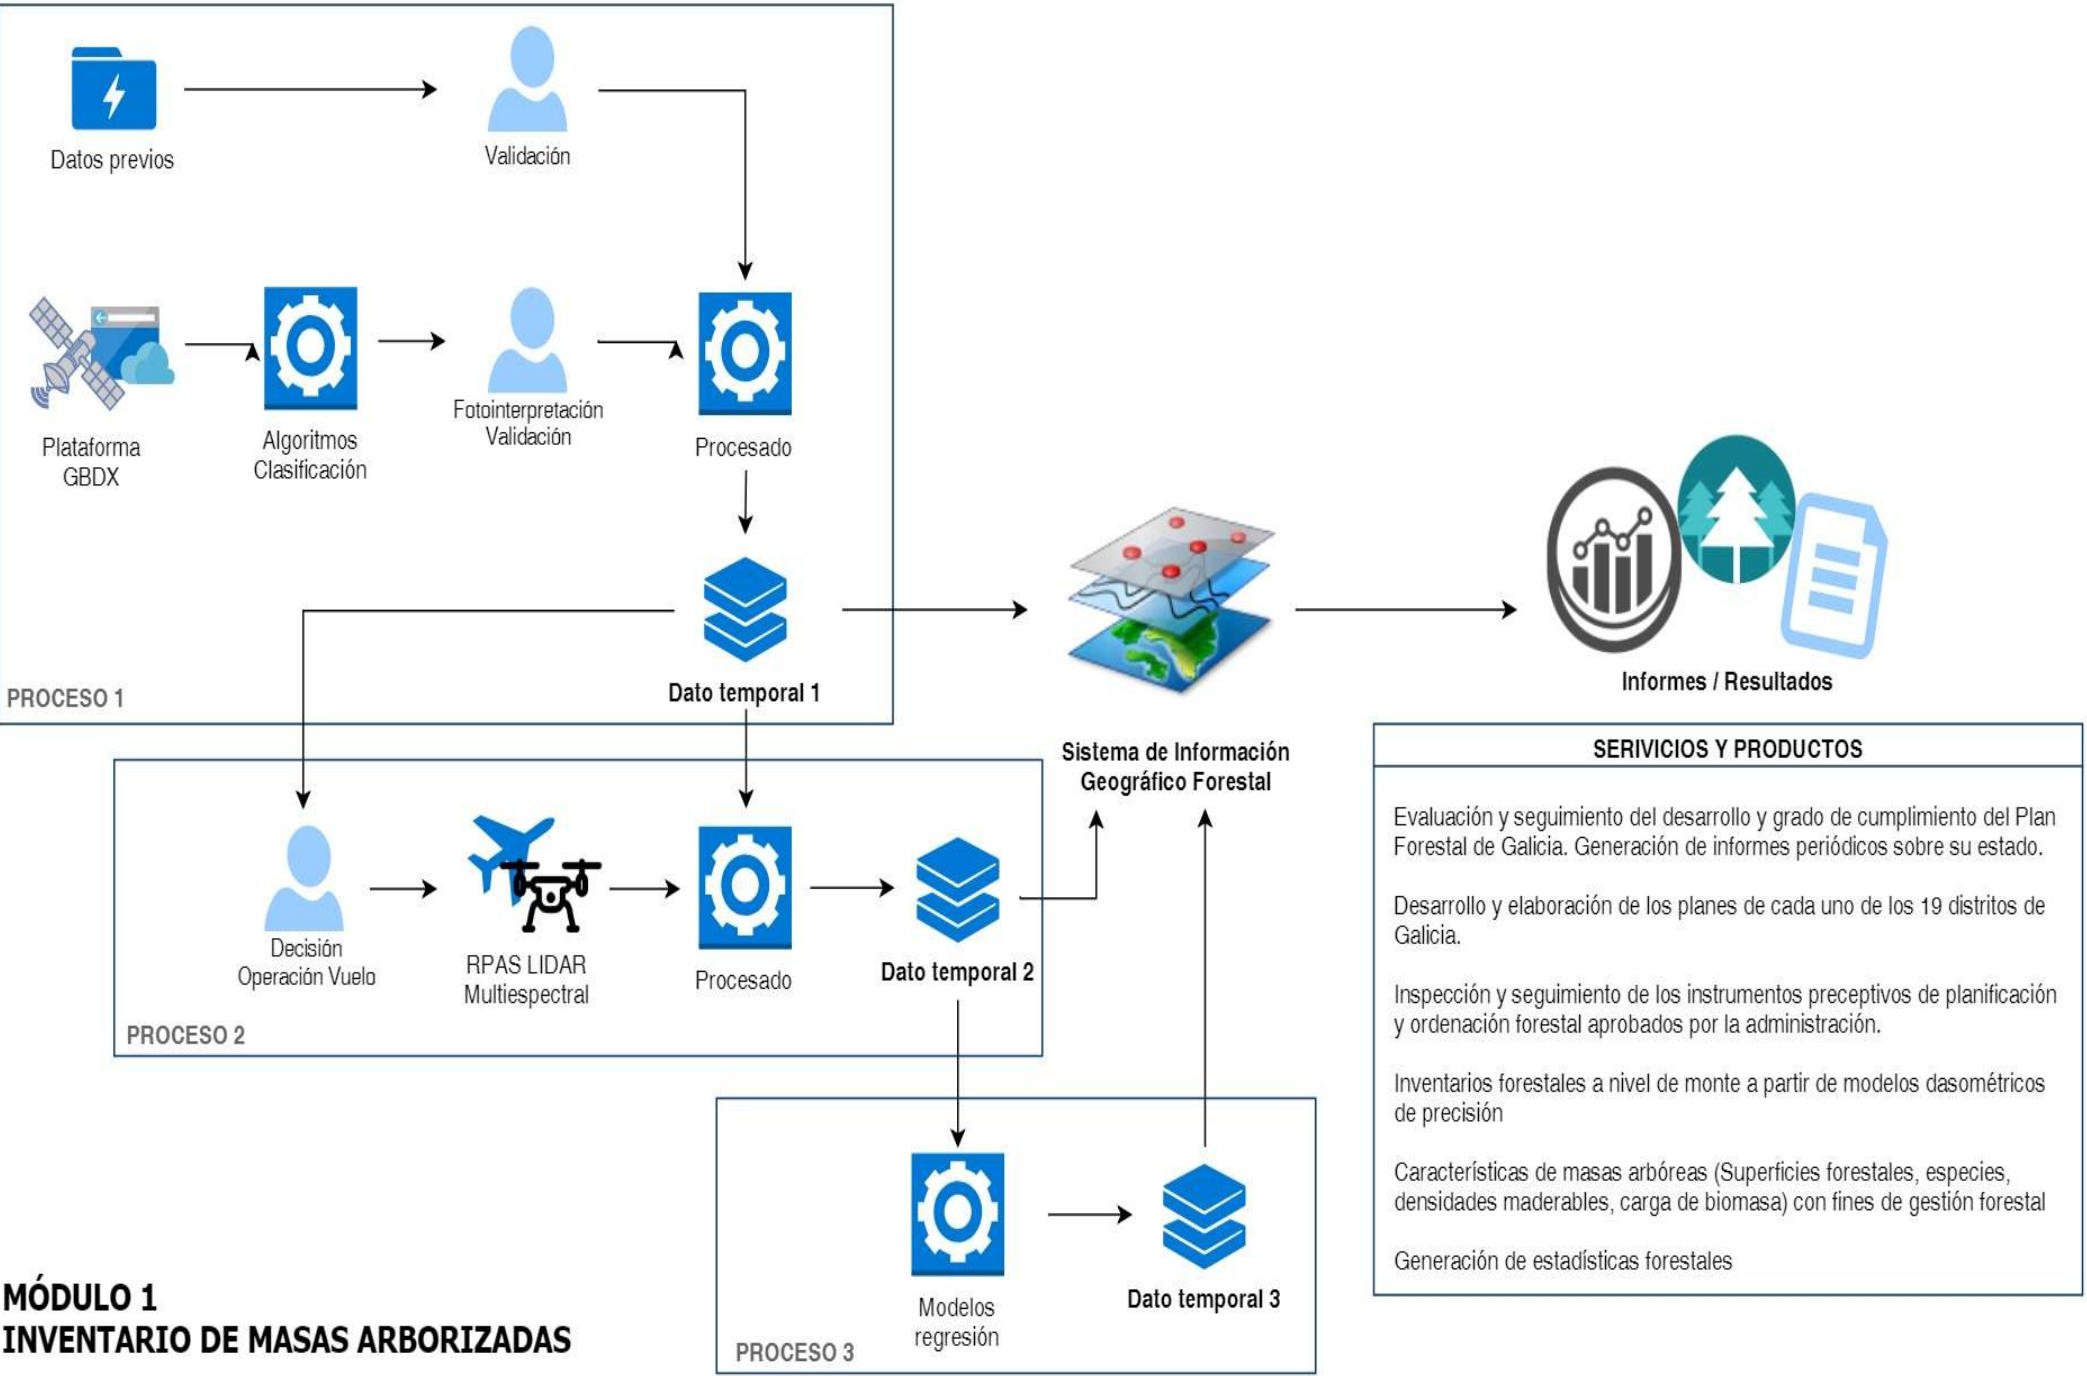 Datos previos
Validación
Plataforma
GBDX
Algoritmos
Clasificación
Fotointerpretación
Validación
Procesado
Dato temporal 1
PROCESO 1
Sistema de Información
Geográfico Forestal
Informes / Resultados
Decisión
Operación Vuelo
RPAS LIDAR
Multiespectral
Procesado
Dato temporal 2
PROCESO 2
Modelos
regresión
Dato temporal 3
PROCESO 3
SERIVICIOS Y PRODUCTOS
Evaluación y seguimiento del desarrollo y grado de cumplimiento del Plan
Forestal de Galicia. Generación de informes periódicos sobre su estado.
Desarrollo y elaboración de los planes de cada uno de los 19 distritos de
Galicia.
Inspección y seguimiento de los instrumentos preceptivos de planificación
y ordenación forestal aprobados por la administración.
Inventarios forestales a nivel de monte a partir de modelos dasométricos
de precisión
Características de masas arbóreas (Superficies forestales, especies,
densidades maderables, carga de biomasa) con fines de gestión forestal
Generación de estadísticas forestales
MÓDULO 1
INVENTARIO DE MASAS ARBORIZADAS